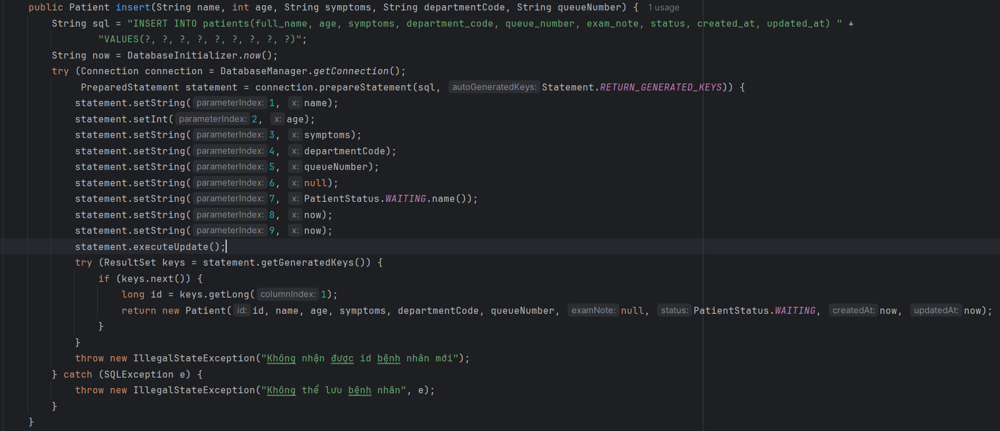 public Patient insert(String name, int age, String symptoms, String departmentCode, String queueNumber) { 1 usage
String sql = "INSERT INTO patients(full_name, age, symptoms, department_code, queue_number, exam_note, status, created_at, updated_at) " +
"VALUES(?, ?, ?, ?, ?, ?, ?, ?, ?)";
String now = DatabaseInitializer.now();
try (Connection connection = DatabaseManager.getConnection();
PreparedStatement statement = connection.prepareStatement(sql, autoGeneratedKeys: Statement.RETURN_GENERATED_KEYS)) {
statement.setString( parameterIndex: 1, x: name);
statement.setInt( parameterIndex: 2, x: age);
statement.setString( parameterIndex: 3, x: symptoms);
statement.setString( parameterIndex: 4, x: departmentCode);
statement.setString( parameterIndex: 5, x: queueNumber);
statement.setString( parameterIndex: 6, x: null);
statement.setString( parameterIndex: 7, x: PatientStatus.WAITING.name());
statement.setString( parameterIndex: 8, x: now);
statement.setString( parameterIndex: 9, x: now);
statement.executeUpdate();
try (ResultSet keys = statement.getGeneratedKeys()) {
if (keys.next()) {
long id = keys.getLong( columnIndex: 1);
return new Patient( id: id, name, age, symptoms, departmentCode, queueNumber, examNote: null, status: PatientStatus.WAITING, createdAt: now, updatedAt: now);
}
}
throw new IllegalStateException("Không nhận được id bệnh nhân mới");
} catch (SQLException e) {
throw new IllegalStateException("Không thể lưu bệnh nhân", e);
}
}